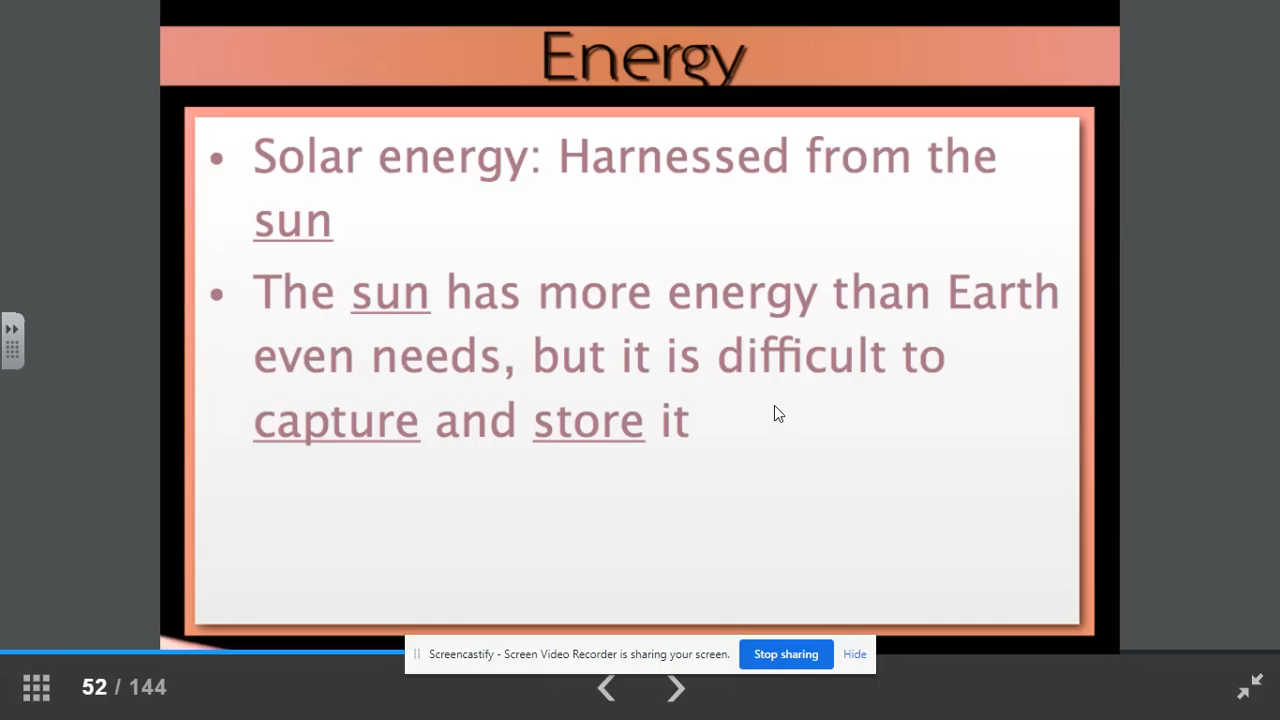 Energy
• Solar energy: Harnessed from the
sun
• The sun has more energy than Earth
even needs, but it is difficult to
capture and store it
Screencastify - Screen Video Recorder is sharing your screen. Stop sharing Hide
52 / 144